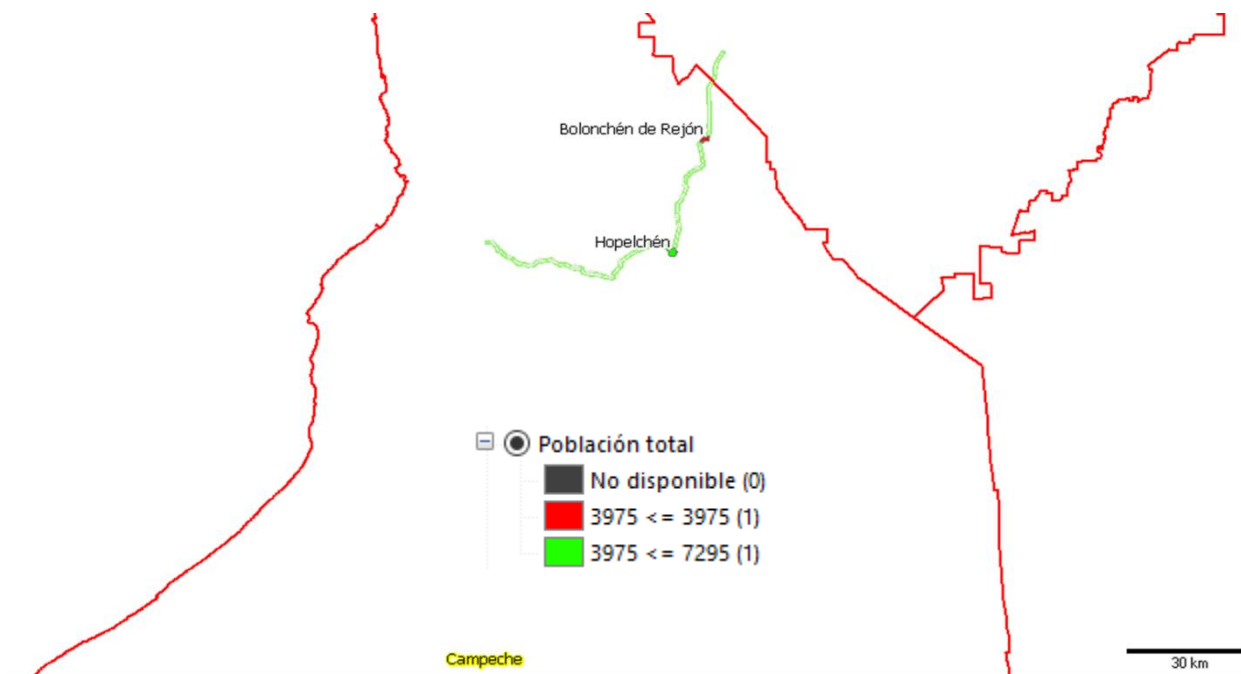 Bolonchén de Rejón
Hopelchén
Población total
No disponible (0)
3975 <= 3975 (1)
3975 <= 7295 (1)
Campeche
30 km